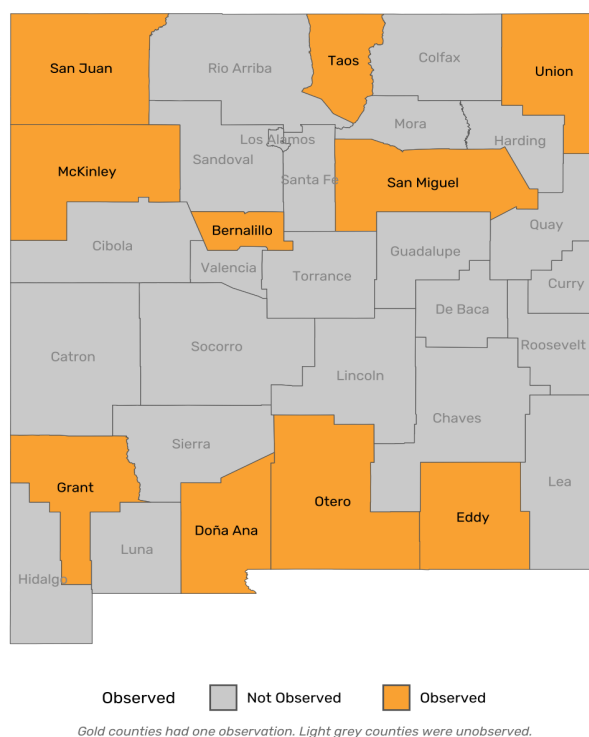 San Juan
Rio Arriba
Taos
Colfax
Union
Mora
Harding
Los Alamos
Sandoval
McKinley
Santa Fe
San Miguel
Bernalillo
Quay
Cibola
Guadalupe
Valencia
Torrance
Curry
De Baca
Socorro
Roosevelt
Catron
Lincoln
Chaves
Sierra
Lea
Grant
Otero
Eddy
Doña Ana
Luna
Hidalgo
Observed Not Observed Observed
Gold counties had one observation. Light grey counties were unobserved.